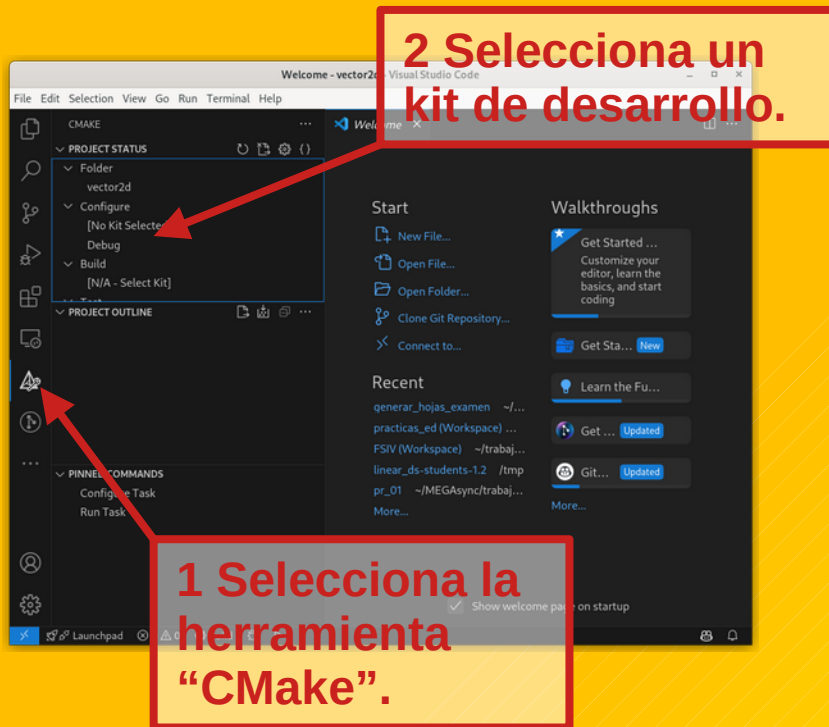 2 Selecciona un
kit de desarrollo.
Welcome - vector2d - Visual Studio Code
File Edit Selection View Go Run Terminal Help
CMAKE
PROJECT STATUS
Folder
vector2d
Configure
[No Kit Selected]
Debug
Build
[N/A - Select Kit]
Test
PROJECT OUTLINE
PINNED COMMANDS
Configure Task
Run Task
Welcome
Start
New File...
Open File...
Open Folder...
Clone Git Repository...
Connect to...
Recent
generar_hojas_examen ~/...
practicas_ed (Workspace) ...
FSIV (Workspace) ~/trabaj...
linear_ds-students-1.2 /tmp
pr_01 ~/MEGAsync/trabaj...
More...
Walkthroughs
Get Started ...
Customize your
editor, learn the
basics, and start
coding
Get Sta... New
Learn the Fu...
Get ... Updated
Git... Updated
More...
Show welcome page on startup
Launchpad
1 Selecciona la
herramienta
“CMake”.